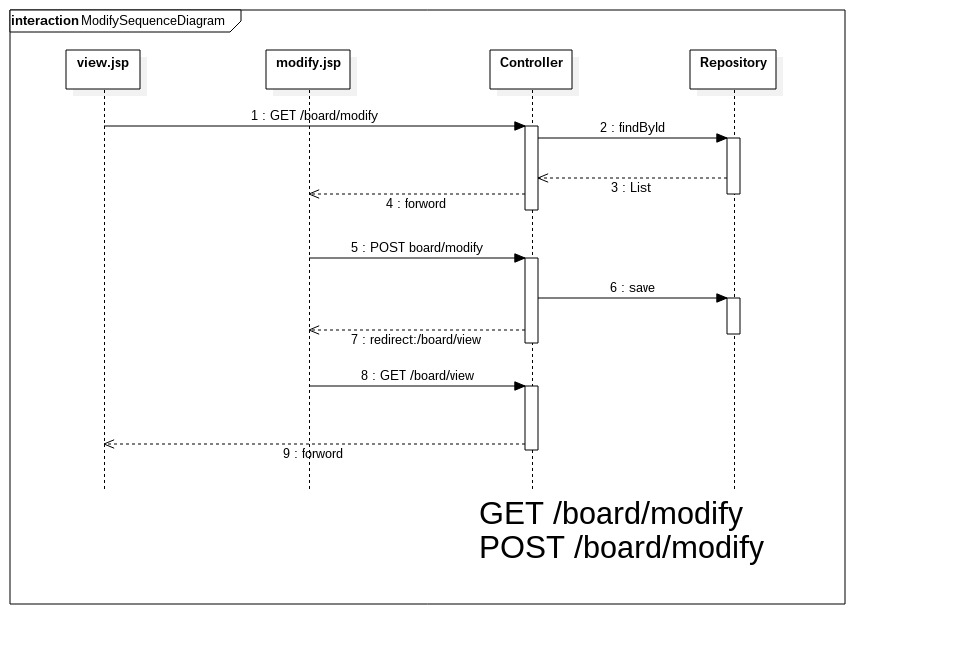 interaction ModifySequenceDiagram
view.jsp
modify.jsp
Controller
Repository
1 : GET /board/modify
2 : findById
3 : List
4 : forword
5 : POST board/modify
6 : save
7 : redirect:/board/view
8 : GET /board/view
9 : forword
GET /board/modify
POST /board/modify